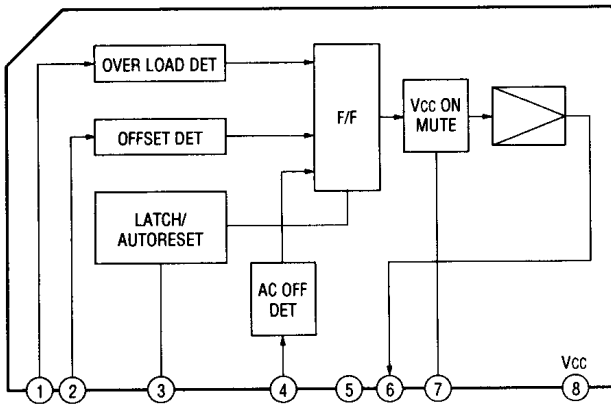 OVER LOAD DET
OFFSET DET
LATCH/
AUTORESET
F/F
VCC ON
MUTE
AC OFF
DET
VCC
1 2 3 4 5 6 7 8